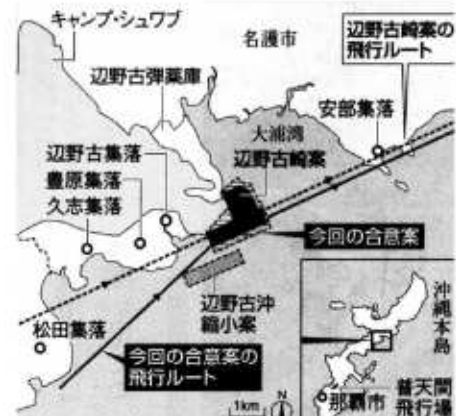 キャンプ・シュワブ
名護市
辺野古崎案の
飛行ルート
辺野古弾薬庫
安部集落
大浦湾
辺野古集落
辺野古崎案
豊原集落
久志集落
今回の合意案
辺野古沖
縮小案
松田集落
今回の合意案の
飛行ルート
1km
N
沖縄本島
那覇市
普天間
飛行場